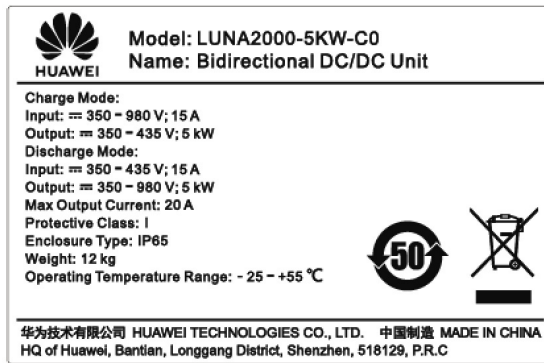 HUAWEI
Model: LUNA2000-5KW-C0
Name: Bidirectional DC/DC Unit
Charge Mode:
Input: ⎓ 350 – 980 V; 15 A
Output: ⎓ 350 – 435 V; 5 kW
Discharge Mode:
Input: ⎓ 350 – 435 V; 15 A
Output: ⎓ 350 – 980 V; 5 kW
Max Output Current: 20 A
Protective Class: I
Enclosure Type: IP65
Weight: 12 kg
Operating Temperature Range: - 25 – +55 ℃
50
华为技术有限公司 HUAWEI TECHNOLOGIES CO., LTD. 中国制造 MADE IN CHINA
HQ of Huawei, Bantian, Longgang District, Shenzhen, 518129, P.R.C